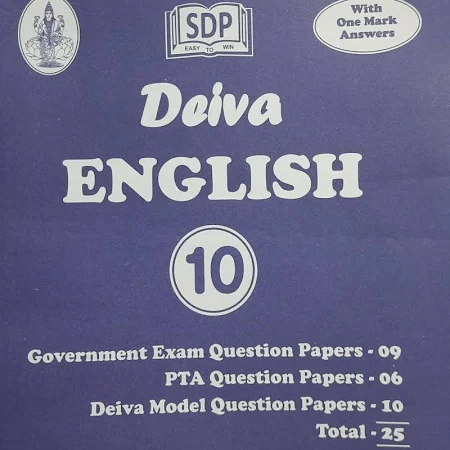 SDP
EASY TO WIN
With
One Mark
Answers
Deiva
ENGLISH
10
Government Exam Question Papers - 09
PTA Question Papers - 06
Deiva Model Question Papers - 10
Total - 25